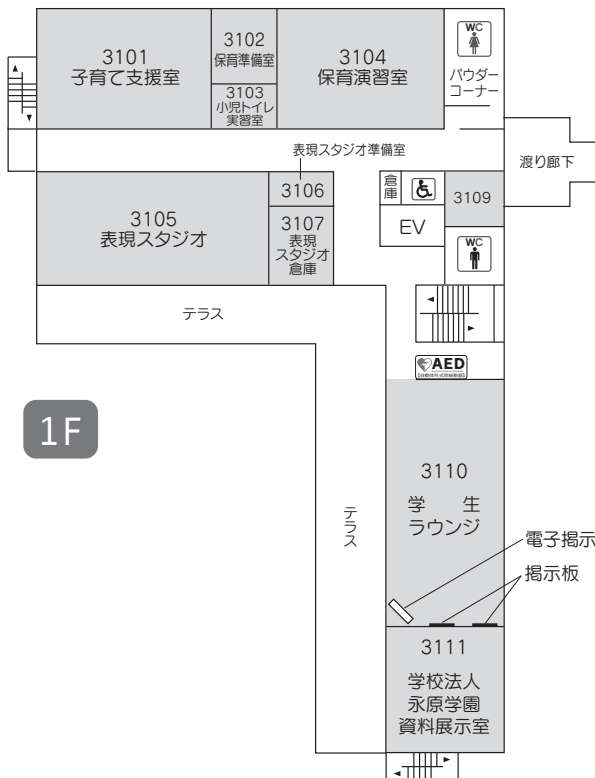 3101
子育て支援室
3102
保育準備室
3103
小児トイレ
実習室
3104
保育演習室
WC
パウダー
コーナー
渡り廊下
表現スタジオ準備室
3105
表現スタジオ
3106
3107
表現
スタジオ
倉庫
倉庫
EV
3109
WC
テラス
AED
1F
3110
学 生
ラウンジ
テラス
電子掲示
掲示板
3111
学校法人
永原学園
資料展示室